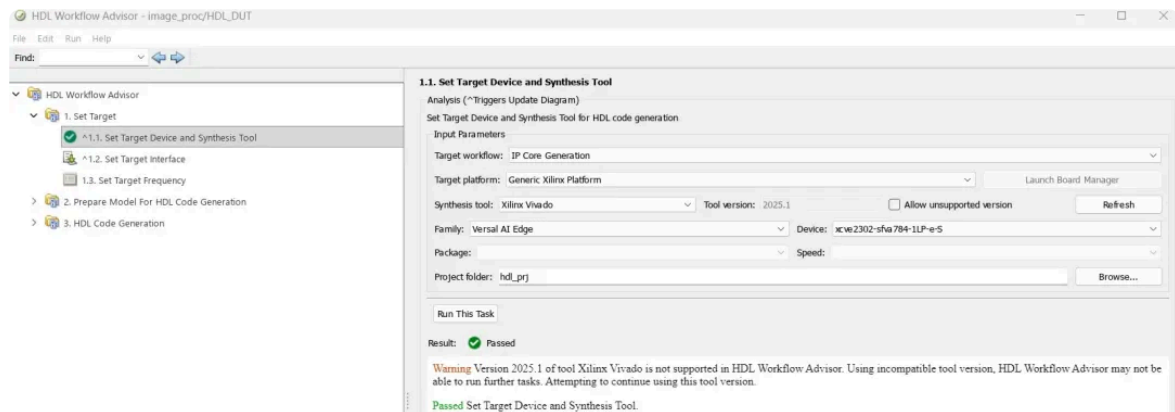 HDL Workflow Advisor - image_proc/HDL_DUT
File Edit Run Help
Find:
HDL Workflow Advisor
1. Set Target
^1.1. Set Target Device and Synthesis Tool
^1.2. Set Target Interface
1.3. Set Target Frequency
2. Prepare Model For HDL Code Generation
3. HDL Code Generation
1.1. Set Target Device and Synthesis Tool
Analysis (^Triggers Update Diagram)
Set Target Device and Synthesis Tool for HDL code generation
Input Parameters
Target workflow: IP Core Generation
Target platform: Generic Xilinx Platform Launch Board Manager
Synthesis tool: Xilinx Vivado Tool version: 2025.1 Allow unsupported version Refresh
Family: Versal AI Edge Device: xcve2302-sfva784-1LP-e-S
Package: Speed:
Project folder: hdl_prj Browse...
Run This Task
Result: Passed
Warning Version 2025.1 of tool Xilinx Vivado is not supported in HDL Workflow Advisor. Using incompatible tool version, HDL Workflow Advisor may not be
able to run further tasks. Attempting to continue using this tool version.
Passed Set Target Device and Synthesis Tool.